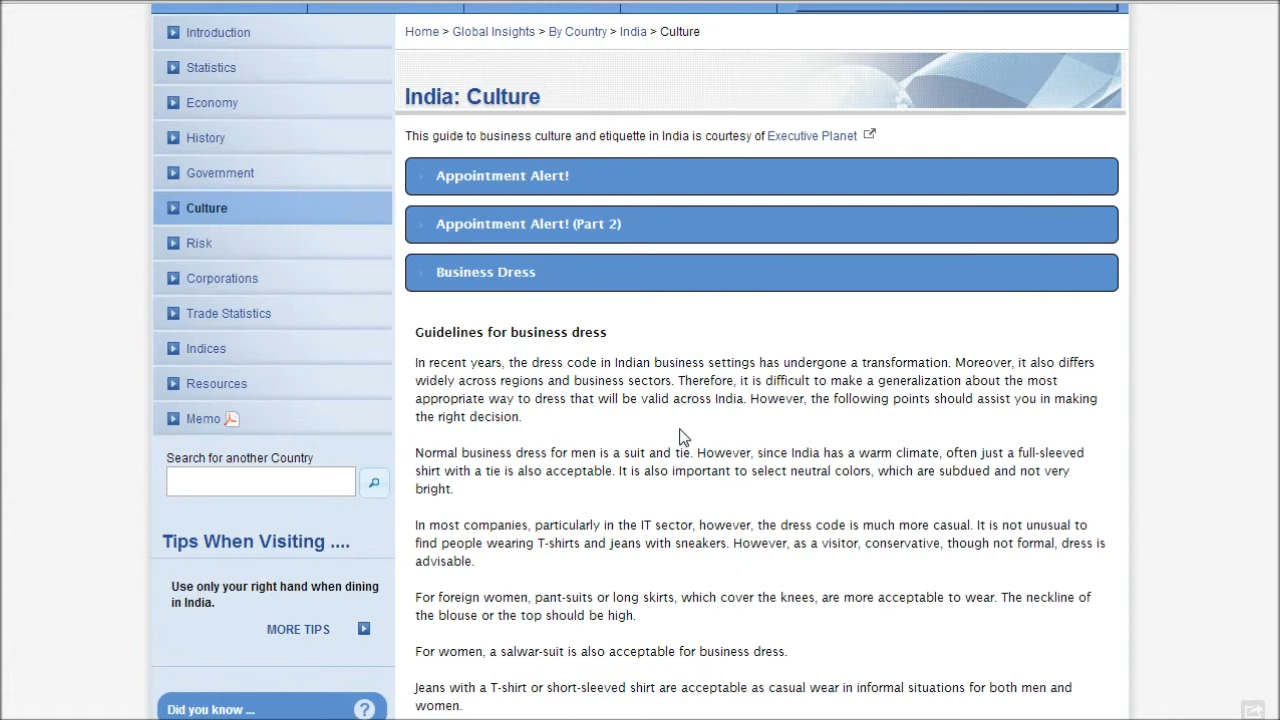 Introduction
Statistics
Economy
History
Government
Culture
Risk
Corporations
Trade Statistics
Indices
Resources
Memo
Search for another Country
Tips When Visiting ....
Use only your right hand when dining
in India.
MORE TIPS
Did you know ...
?
Home > Global Insights > By Country > India > Culture
India: Culture
This guide to business culture and etiquette in India is courtesy of Executive Planet
Appointment Alert!
Appointment Alert! (Part 2)
Business Dress
Guidelines for business dress
In recent years, the dress code in Indian business settings has undergone a transformation. Moreover, it also differs
widely across regions and business sectors. Therefore, it is difficult to make a generalization about the most
appropriate way to dress that will be valid across India. However, the following points should assist you in making
the right decision.
Normal business dress for men is a suit and tie. However, since India has a warm climate, often just a full-sleeved
shirt with a tie is also acceptable. It is also important to select neutral colors, which are subdued and not very
bright.
In most companies, particularly in the IT sector, however, the dress code is much more casual. It is not unusual to
find people wearing T-shirts and jeans with sneakers. However, as a visitor, conservative, though not formal, dress is
advisable.
For foreign women, pant-suits or long skirts, which cover the knees, are more acceptable to wear. The neckline of
the blouse or the top should be high.
For women, a salwar-suit is also acceptable for business dress.
Jeans with a T-shirt or short-sleeved shirt are acceptable as casual wear in informal situations for both men and
women.